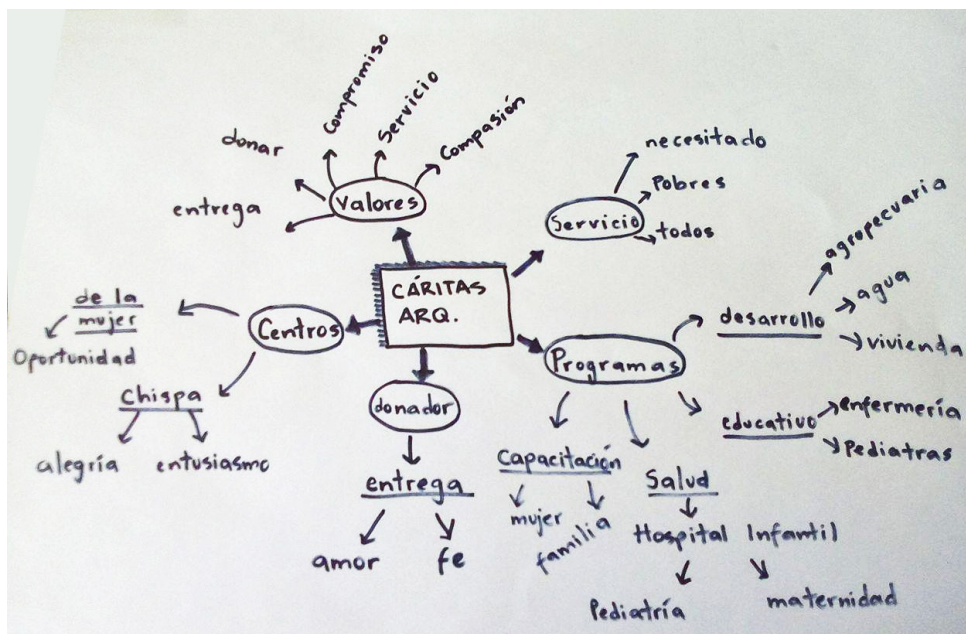 CÁRITAS
ARQ.
Valores
entrega
donar
Compromiso
Servicio
Compasión
Servicio
necesitado
Pobres
todos
Programas
desarrollo
agropecuaria
agua
vivienda
educativo
enfermería
Pediatras
Salud
Hospital Infantil
Pediatría
maternidad
Capacitación
mujer
familia
donador
entrega
amor
fe
Centros
de la
mujer
Oportunidad
Chispa
alegría
entusiasmo